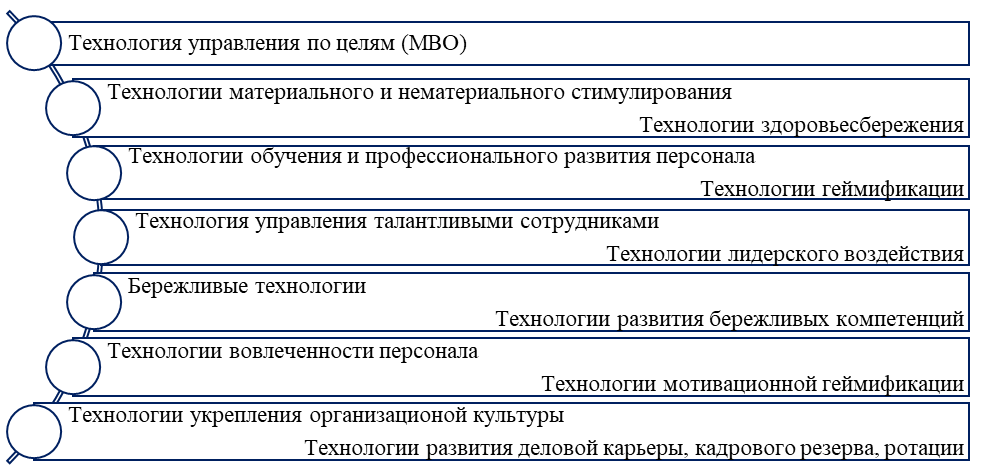 Технология управления по целям (МВО)
Технологии материального и нематериального стимулирования
Технологии здоровьесбережения
Технологии обучения и профессионального развития персонала
Технологии геймификации
Технология управления талантливыми сотрудниками
Технологии лидерского воздействия
Бережливые технологии
Технологии развития бережливых компетенций
Технологии вовлеченности персонала
Технологии мотивационной геймификации
Технологии укрепления организационой культуры
Технологии развития деловой карьеры, кадрового резерва, ротации